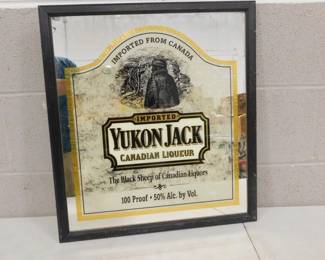 IMPORTED FROM CANADA
IMPORTED
YUKON JACK
CANADIAN LIQUEUR
The Black Sheep of Canadian Liquors
100 Proof • 50% Alc. by Vol.